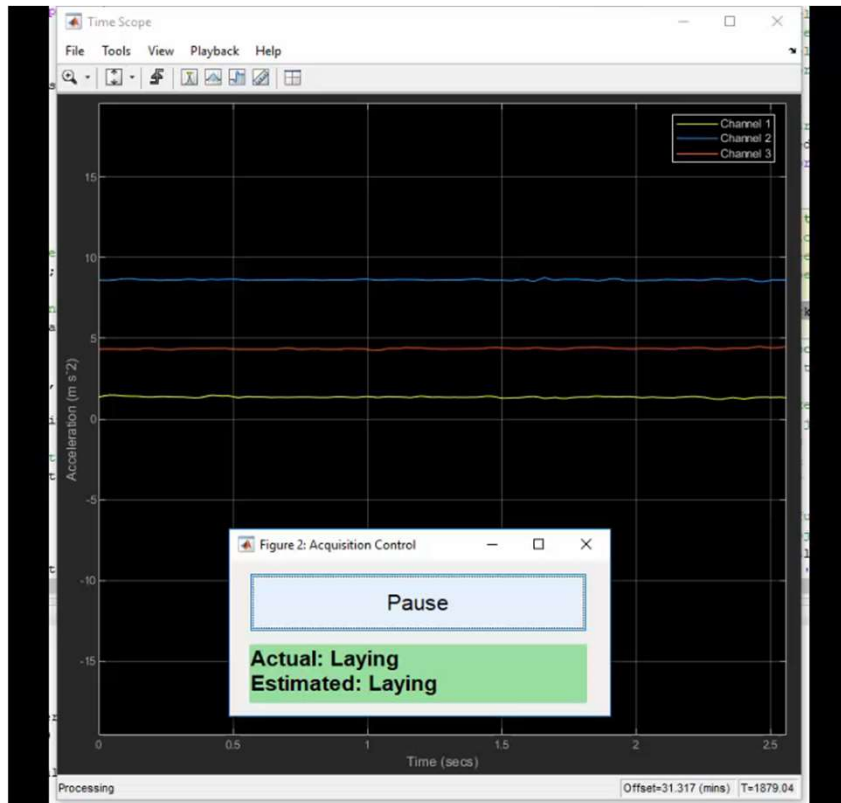 Time Scope
File Tools View Playback Help
Channel 1
Channel 2
Channel 3
15
10
5
0
-5
-10
-15
Acceleration (m s^2)
0 0.5 1 1.5 2 2.5
Time (secs)
Figure 2: Acquisition Control
Pause
Actual: Laying
Estimated: Laying
Processing
Offset=31.317 (mins) T=1879.04